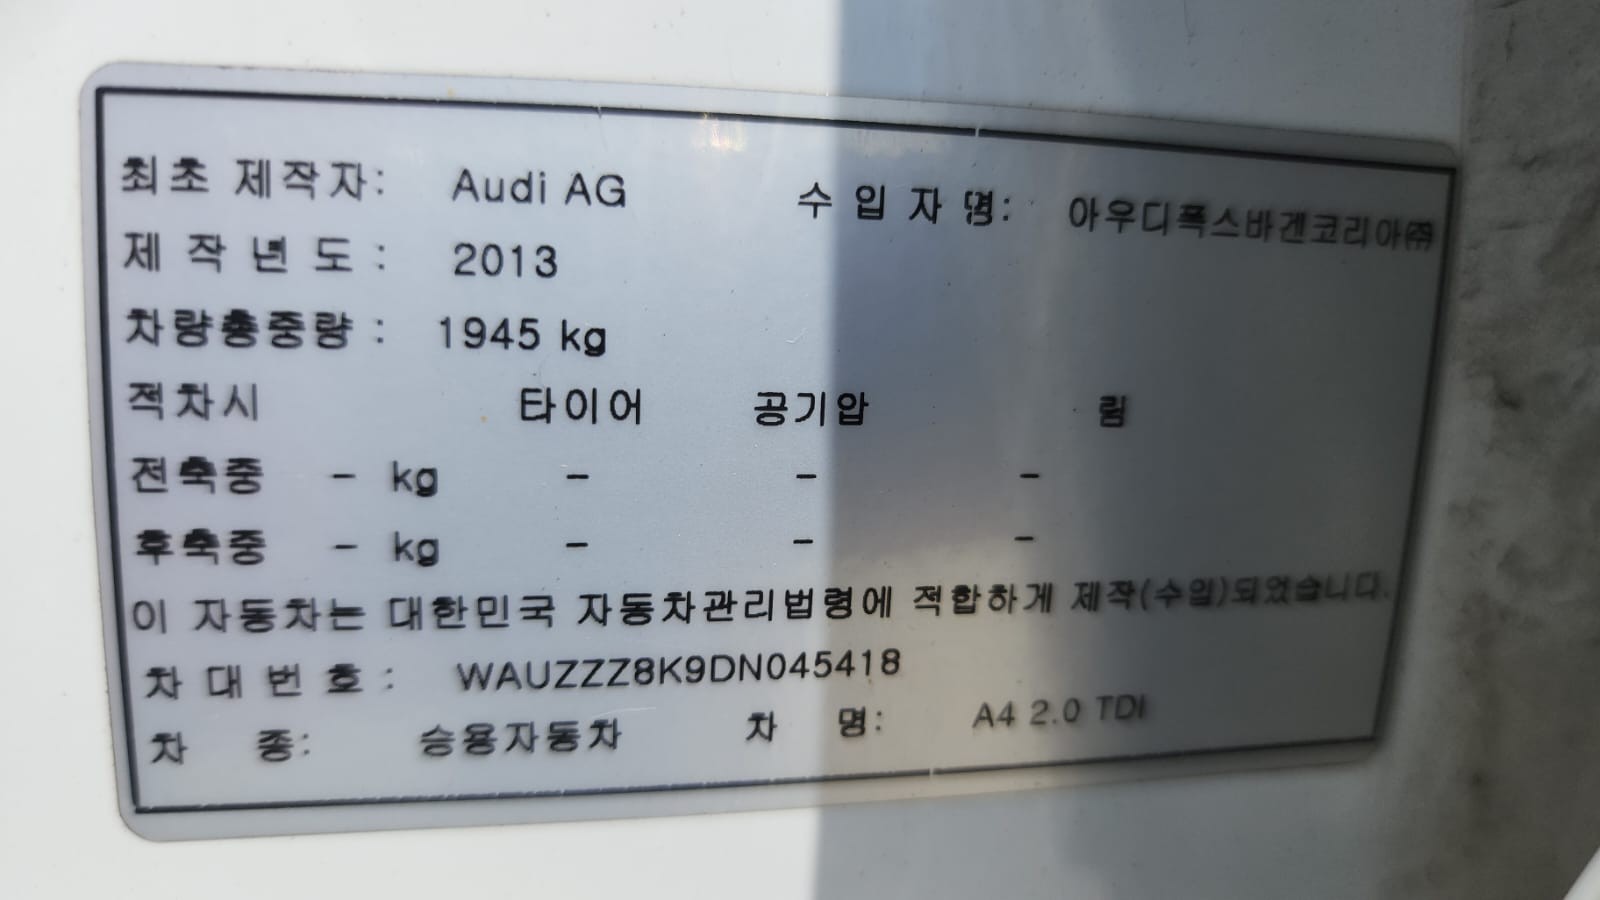 최초 제작자: Audi AG 수 입 자 명: 아우디폭스바겐코리아㈜
제 작 년 도 : 2013
차량총중량 : 1945 kg
적차시 타이어 공기압 림
전축중 - kg - - -
후축중 - kg - - -
이 자동차는 대한민국 자동차관리법령에 적합하게 제작(수입)되었습니다.
차 대 번 호 : WAUZZZ8K9DN045418
차 종: 승용자동차 차 명: A4 2.0 TDI